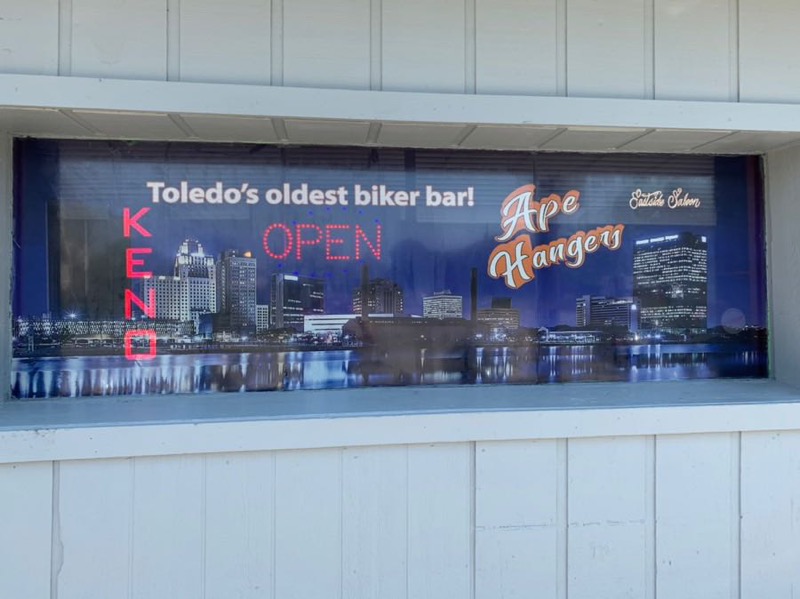 Toledo's oldest biker bar!
KENO
OPEN
Ape
Hangers
Eastside Saloon